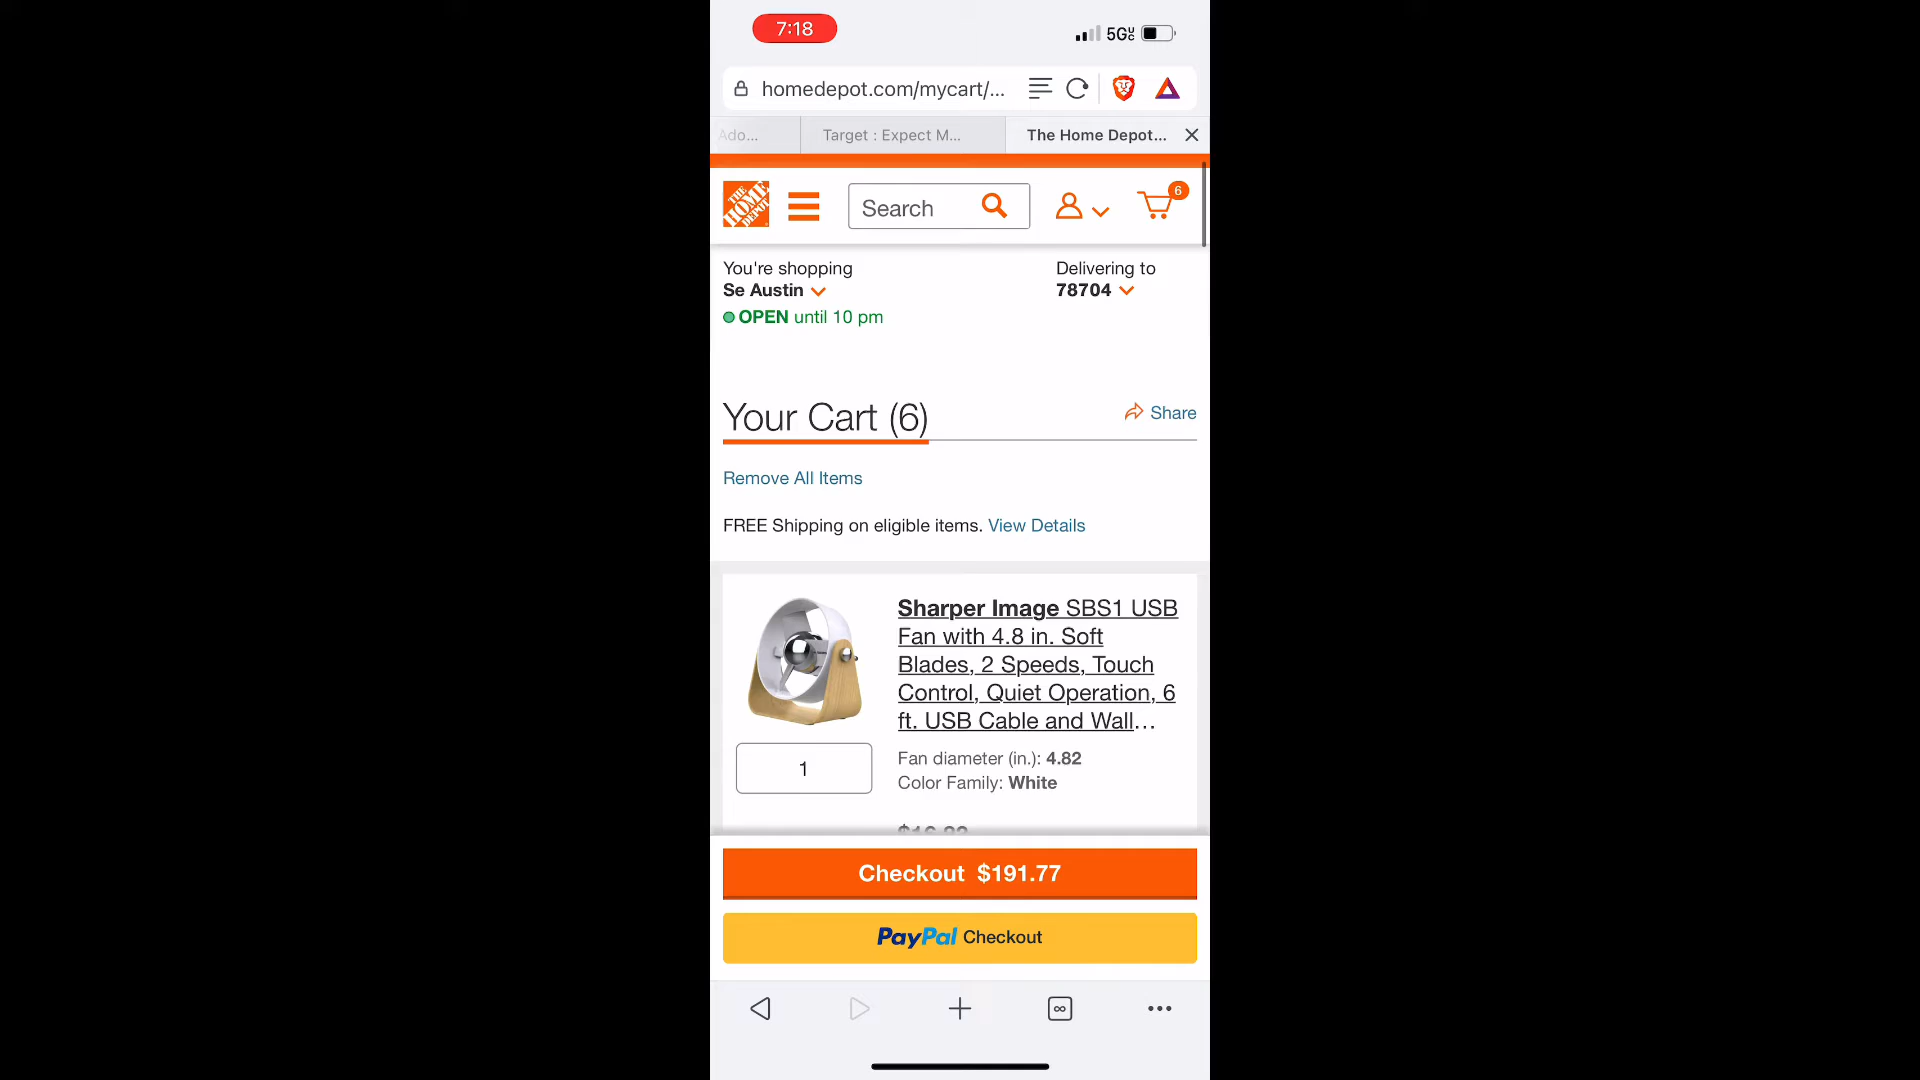 7:18
5G
homedepot.com/mycart/...
Ado...
Target : Expect M...
The Home Depot...
THE HOME DEPOT
Search
6
You're shopping
Delivering to
Se Austin
78704
OPEN until 10 pm
Your Cart (6)
Share
Remove All Items
FREE Shipping on eligible items. View Details
Sharper Image SBS1 USB
Fan with 4.8 in. Soft
Blades, 2 Speeds, Touch
Control, Quiet Operation, 6
ft. USB Cable and Wall...
1
Fan diameter (in.): 4.82
Color Family: White
Checkout $191.77
PayPal Checkout